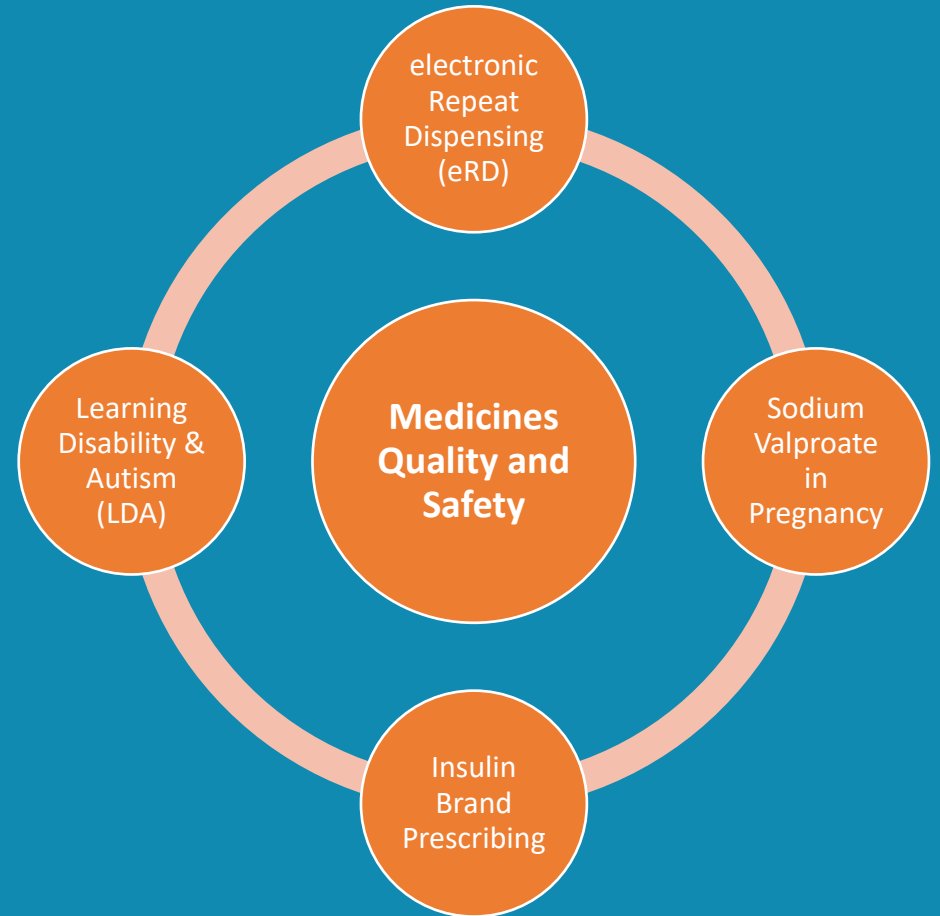 electronic
Repeat
Dispensing
(eRD)
Learning
Disability &
Autism
(LDA)
Medicines
Quality and
Safety
Sodium
Valproate
in
Pregnancy
Insulin
Brand
Prescribing